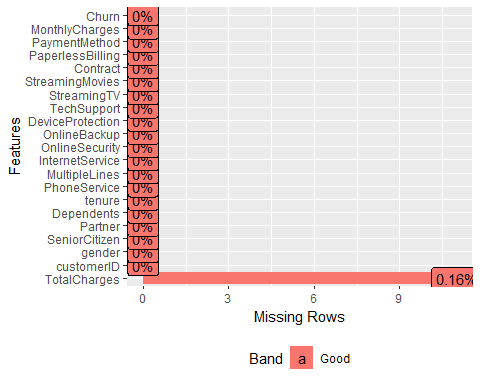 Churn 0%
MonthlyCharges 0%
PaymentMethod 0%
PaperlessBilling 0%
Contract 0%
StreamingMovies 0%
StreamingTV 0%
TechSupport 0%
DeviceProtection 0%
OnlineBackup 0%
OnlineSecurity 0%
InternetService 0%
MultipleLines 0%
PhoneService 0%
tenure 0%
Dependents 0%
Partner 0%
SeniorCitizen 0%
gender 0%
customerID 0%
TotalCharges 0.16%
Features
0 3 6 9
Missing Rows
Band a Good